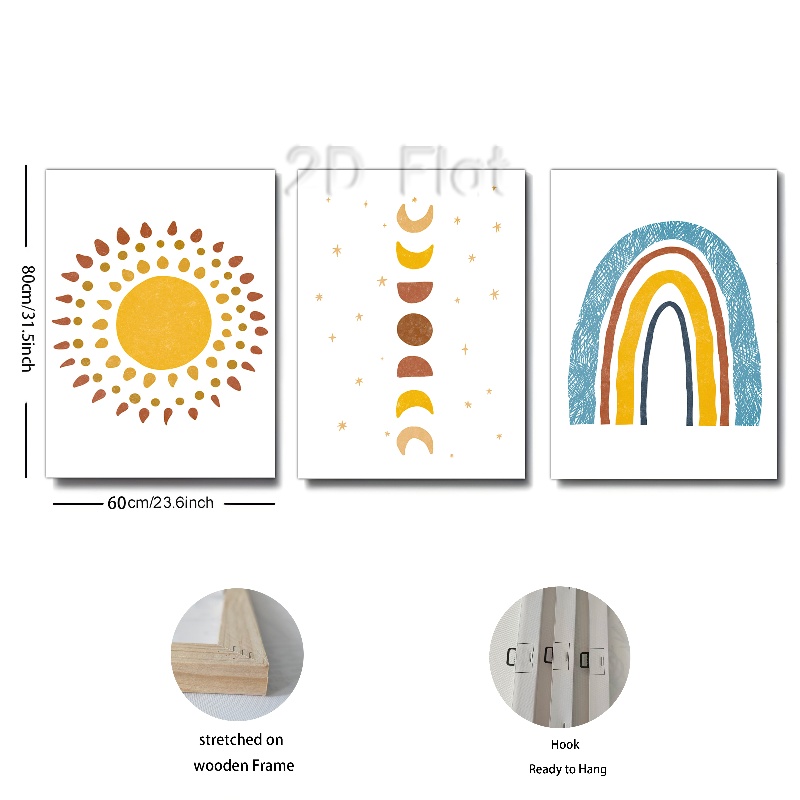 2D Flat
80cm/31.5inch
60cm/23.6inch
stretched on
wooden Frame
Hook
Ready to Hang